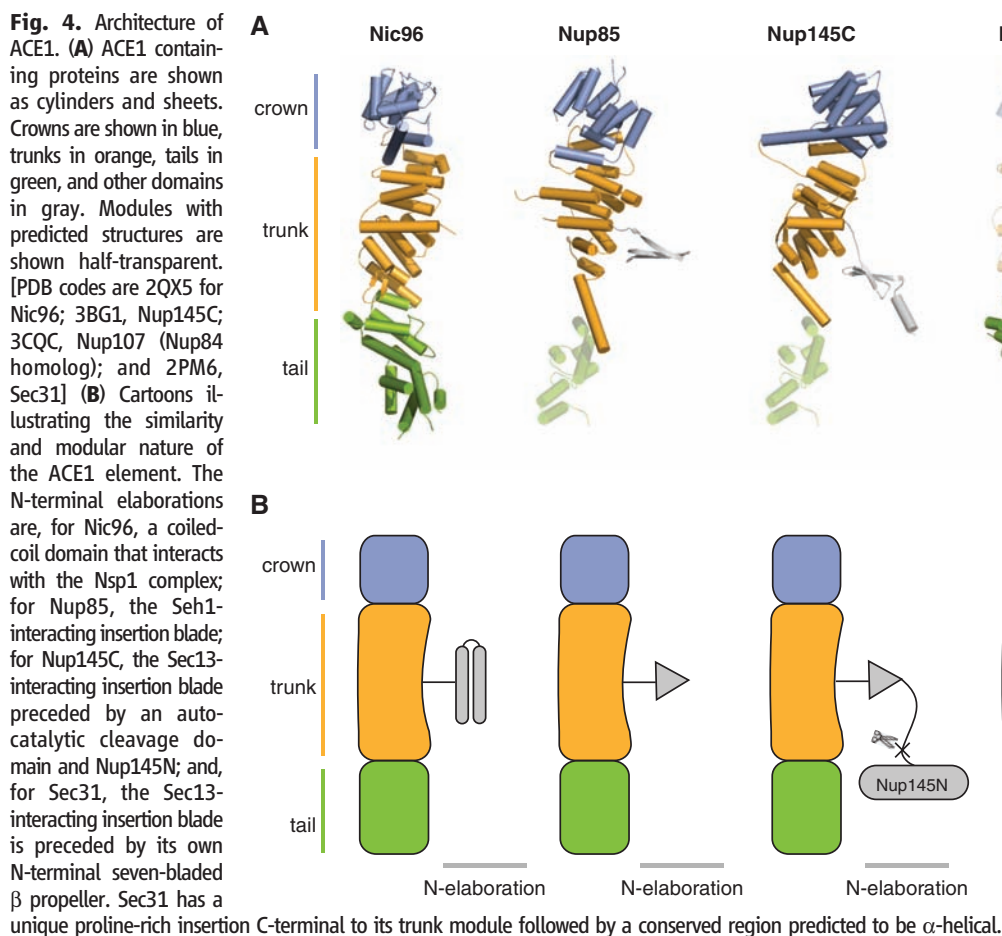 Fig. 4. Architecture of
ACE1. (A) ACE1 contain-
ing proteins are shown
as cylinders and sheets.
Crowns are shown in blue,
trunks in orange, tails in
green, and other domains
in gray. Modules with
predicted structures are
shown half-transparent.
[PDB codes are 2QX5 for
Nic96; 3BG1, Nup145C;
3CQC, Nup107 (Nup84
homolog); and 2PM6,
Sec31] (B) Cartoons il-
lustrating the similarity
and modular nature of
the ACE1 element. The
N-terminal elaborations
are, for Nic96, a coiled-
coil domain that interacts
with the Nsp1 complex;
for Nup85, the Seh1-
interacting insertion blade;
for Nup145C, the Sec13-
interacting insertion blade
preceded by an auto-
catalytic cleavage do-
main and Nup145N; and,
for Sec31, the Sec13-
interacting insertion blade
is preceded by its own
N-terminal seven-bladed
β propeller. Sec31 has a
unique proline-rich insertion C-terminal to its trunk module followed by a conserved region predicted to be α-helical.
A
Nic96 Nup85 Nup145C
crown
trunk
tail
B
crown
trunk
tail
Nup145N
N-elaboration N-elaboration N-elaboration